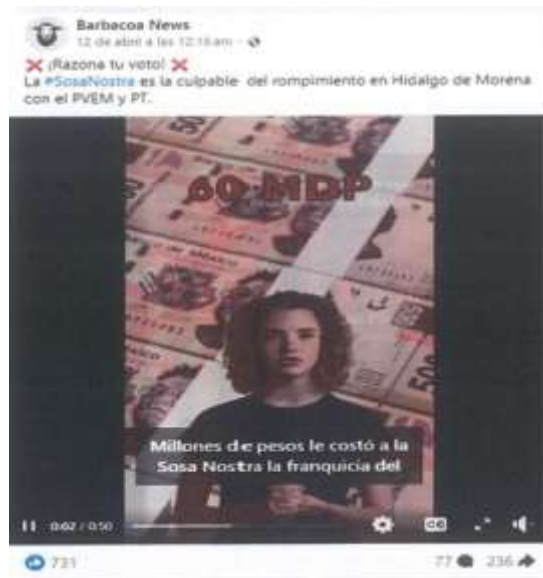 Barbacoa News
12 de abril a las 12:16 am
❌ ¡Razona tu voto! ❌
La #SosaNostra es la culpable del rompimiento en Hidalgo de Morena
con el PVEM y PT.
60 MDP
Millones de pesos le costó a la
Sosa Nostra la franquicia del
0:02 / 0:50
731
77 236